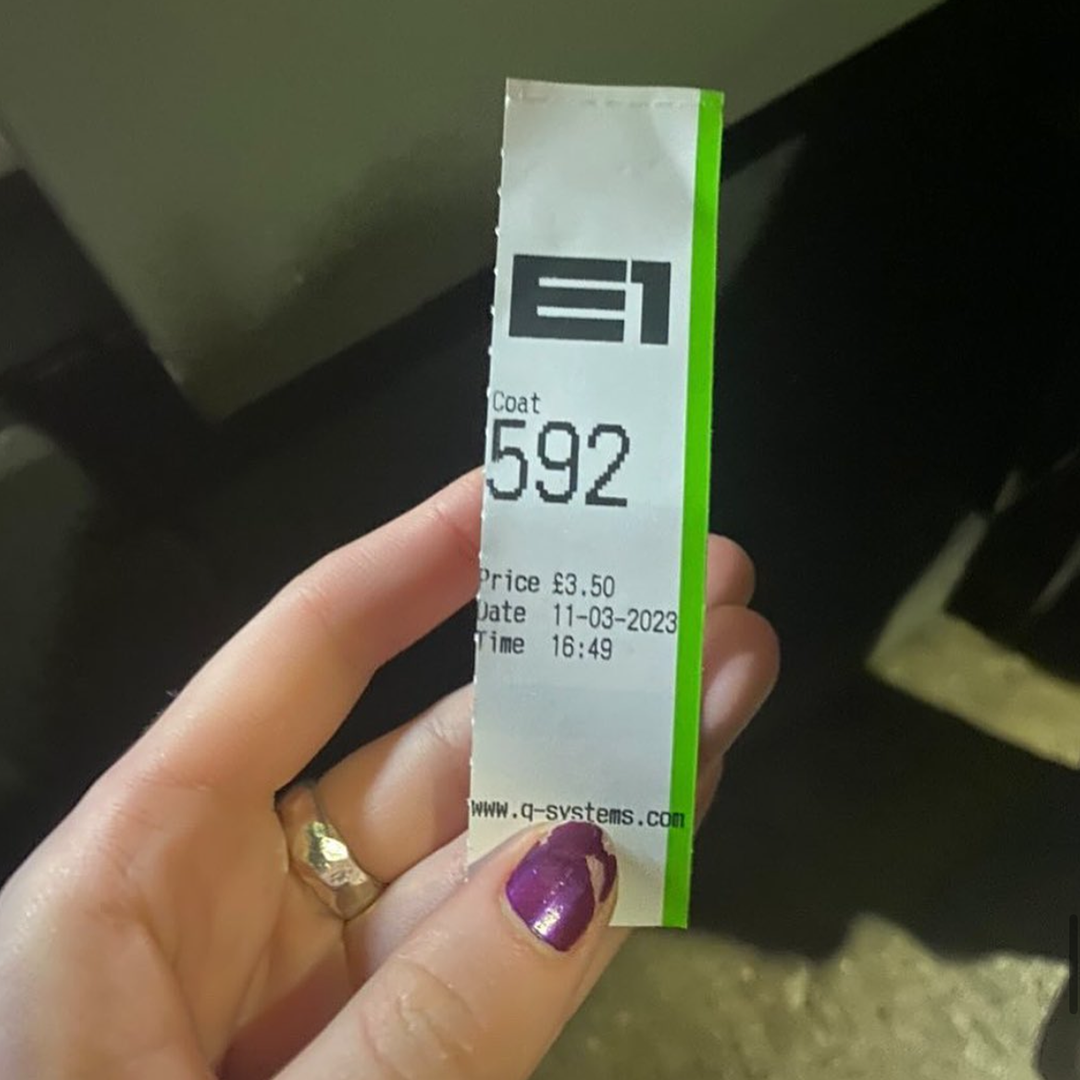 E1
Coat
592
Price £3.50
Date 11-03-2023
Time 16:49
www.q-systems.com